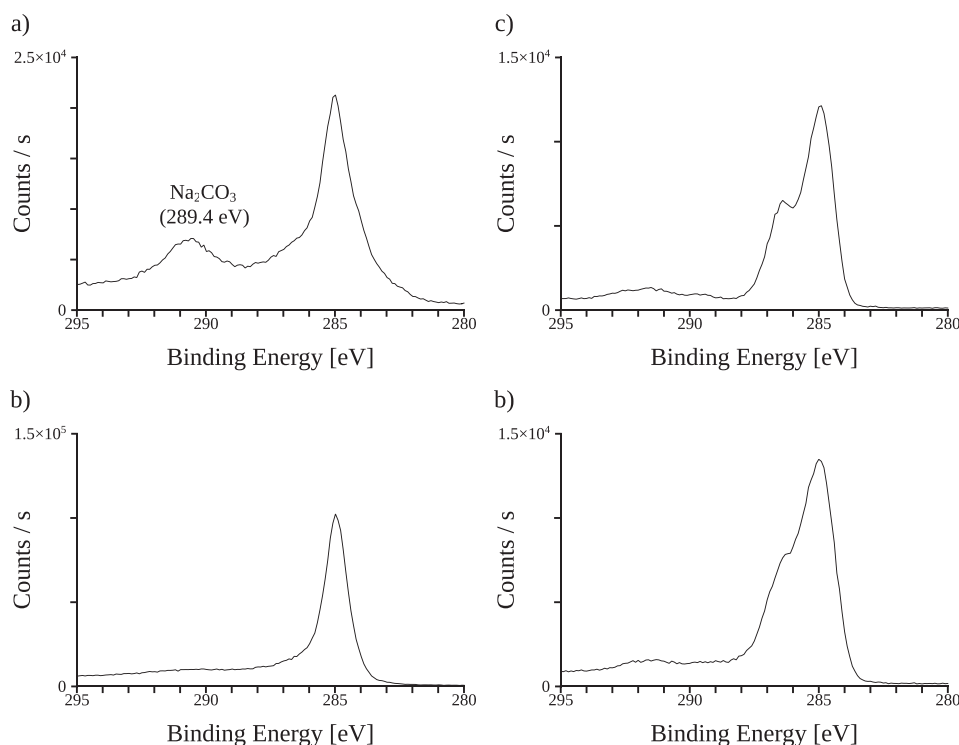 a)
2.5×10⁴
Counts / s
Na₂CO₃
(289.4 eV)
0
295 290 285 280
Binding Energy [eV]
c)
1.5×10⁴
Counts / s
0
295 290 285 280
Binding Energy [eV]
b)
1.5×10⁵
Counts / s
0
295 290 285 280
Binding Energy [eV]
b)
1.5×10⁴
Counts / s
0
295 290 285 280
Binding Energy [eV]